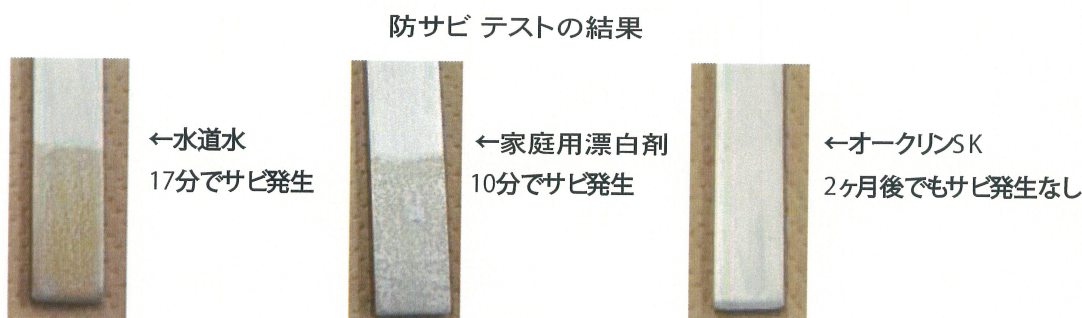 防サビ テストの結果
←水道水
17分でサビ発生
←家庭用漂白剤
10分でサビ発生
←オークリンSK
2ヶ月後でもサビ発生なし